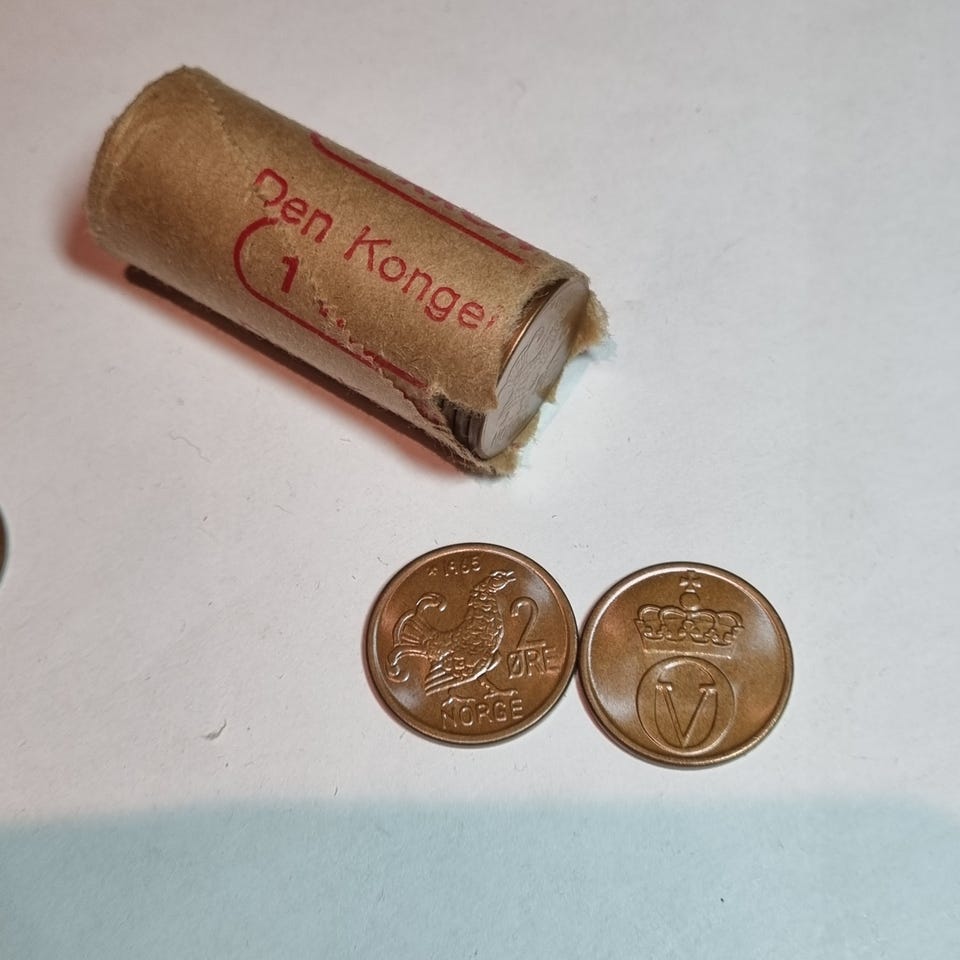 Den Konge
1
1965
2
ØRE
NORGE
V